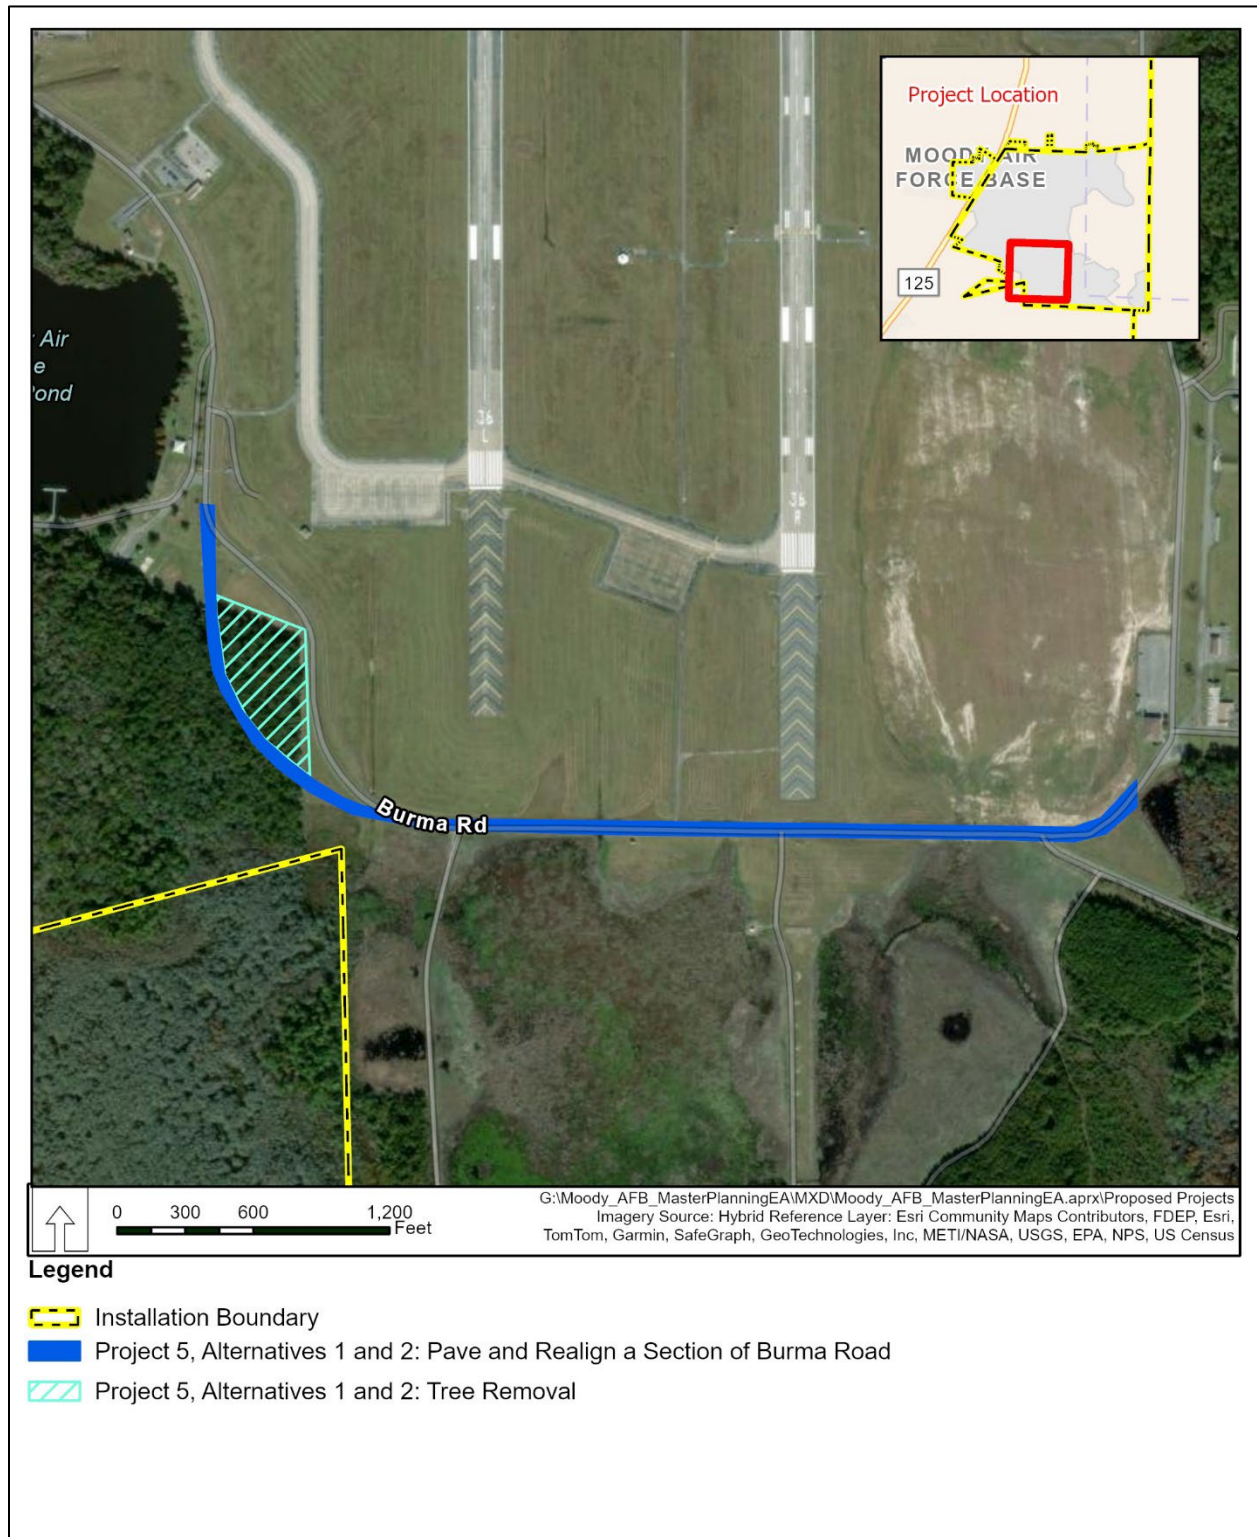 Project Location
MOODY AIR
FORCE BASE
125
Air
e
Pond
36
L
36
R
Burma Rd
0 300 600 1,200
Feet
G:\Moody_AFB_MasterPlanningEA\MXD\Moody_AFB_MasterPlanningEA.aprx\Proposed Projects
Imagery Source: Hybrid Reference Layer: Esri Community Maps Contributors, FDEP, Esri,
TomTom, Garmin, SafeGraph, GeoTechnologies, Inc, METI/NASA, USGS, EPA, NPS, US Census
Legend
Installation Boundary
Project 5, Alternatives 1 and 2: Pave and Realign a Section of Burma Road
Project 5, Alternatives 1 and 2: Tree Removal